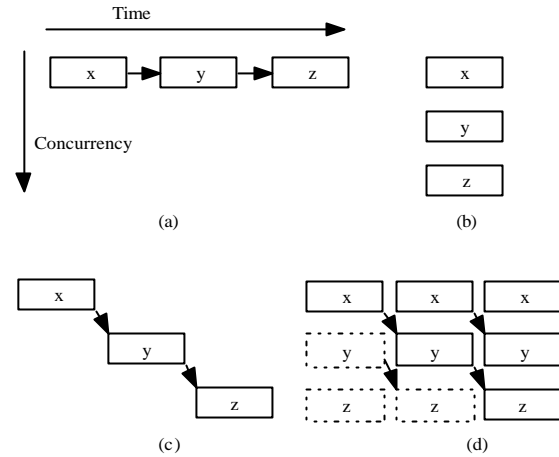 Time
x y z
Concurrency
(a)
x
y
z
(b)
x
y
z
(c)
x x x
y y y
z z z
(d)